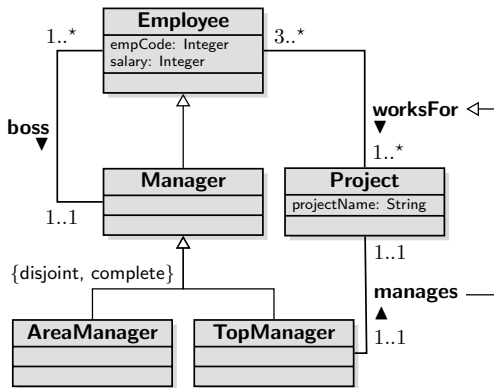 Employee
empCode: Integer
salary: Integer
1..*
3..*
boss
▼
worksFor
▼
1..*
1..1
Manager
Project
projectName: String
1..1
{disjoint, complete}
manages
▲
1..1
AreaManager
TopManager